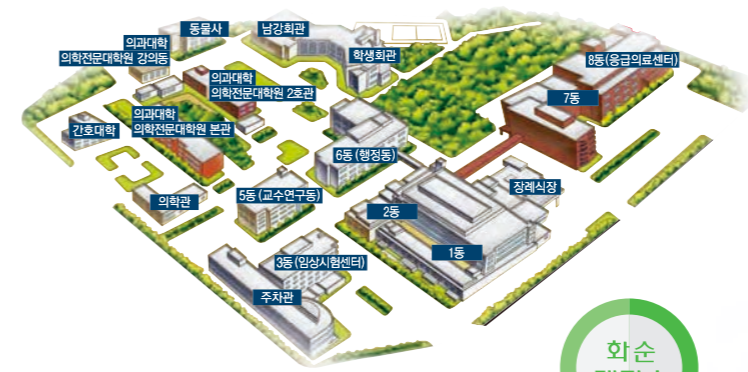 동물사
남강회관
의과대학
의학전문대학원 강의동
학생회관
8동(응급의료센터)
의과대학
의학전문대학원 2호관
7동
의과대학
의학전문대학원 본관
간호대학
6동(행정동)
장례식장
5동(교수연구동)
의학관
2동
1동
3동(임상시험센터)
주차관
화순